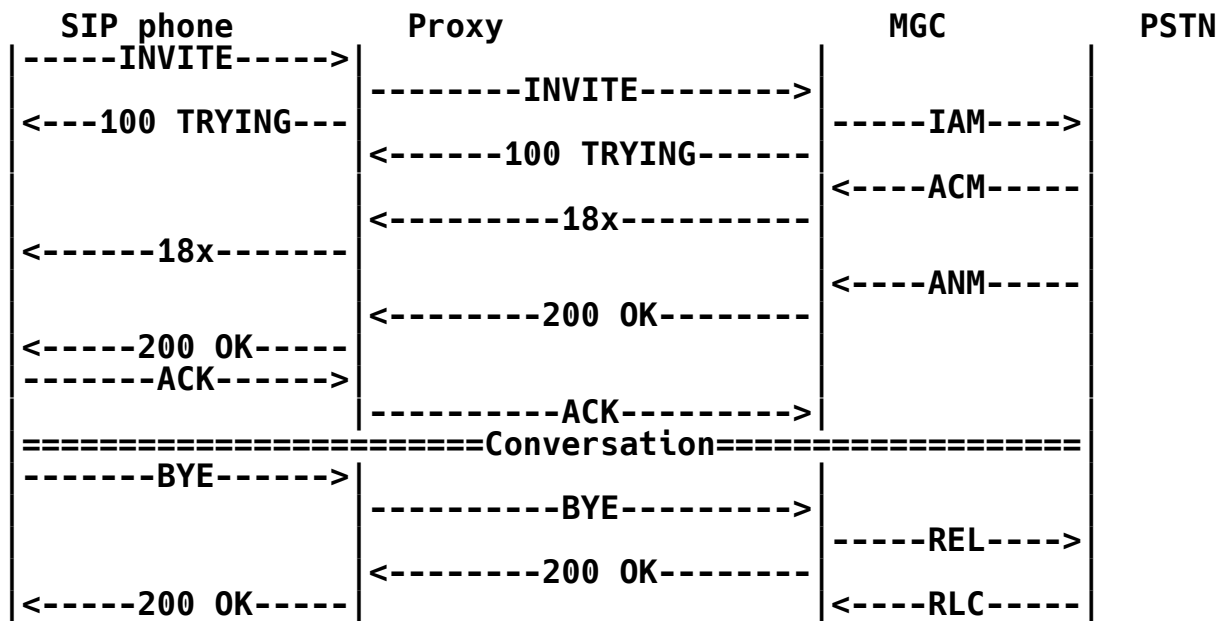 SIP phone Proxy MGC PSTN
|-----INVITE----->| | |
| |--------INVITE-------->| |
|<---100 TRYING---| |-----IAM---->|
| |<------100 TRYING------| |
| | |<----ACM-----|
| |<---------18x----------| |
|<------18x-------| | |
| | |<----ANM-----|
| |<--------200 OK--------| |
|<-----200 OK-----| | |
|-------ACK------>| | |
| |----------ACK--------->| |
|========================Conversation===================|
|-------BYE------>| | |
| |----------BYE--------->| |
| | |-----REL---->|
| |<--------200 OK--------| |
|<-----200 OK-----| |<----RLC-----|